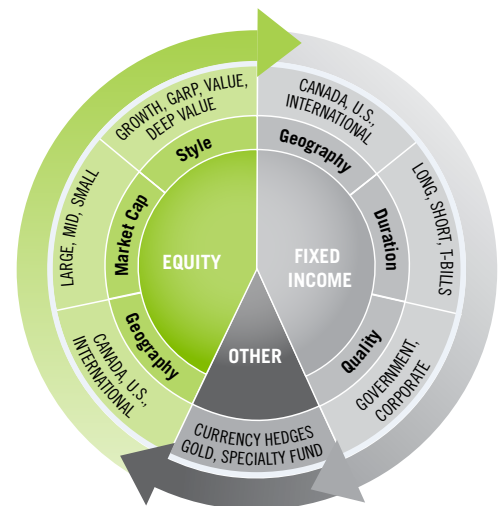 GROWTH, GARP, VALUE,
DEEP VALUE
Style
LARGE, MID, SMALL
Market Cap
CANADA, U.S.,
INTERNATIONAL
Geography
EQUITY
CANADA, U.S.,
INTERNATIONAL
Geography
LONG, SHORT, T-BILLS
Duration
GOVERNMENT,
CORPORATE
Quality
FIXED
INCOME
OTHER
CURRENCY HEDGES
GOLD, SPECIALTY FUND